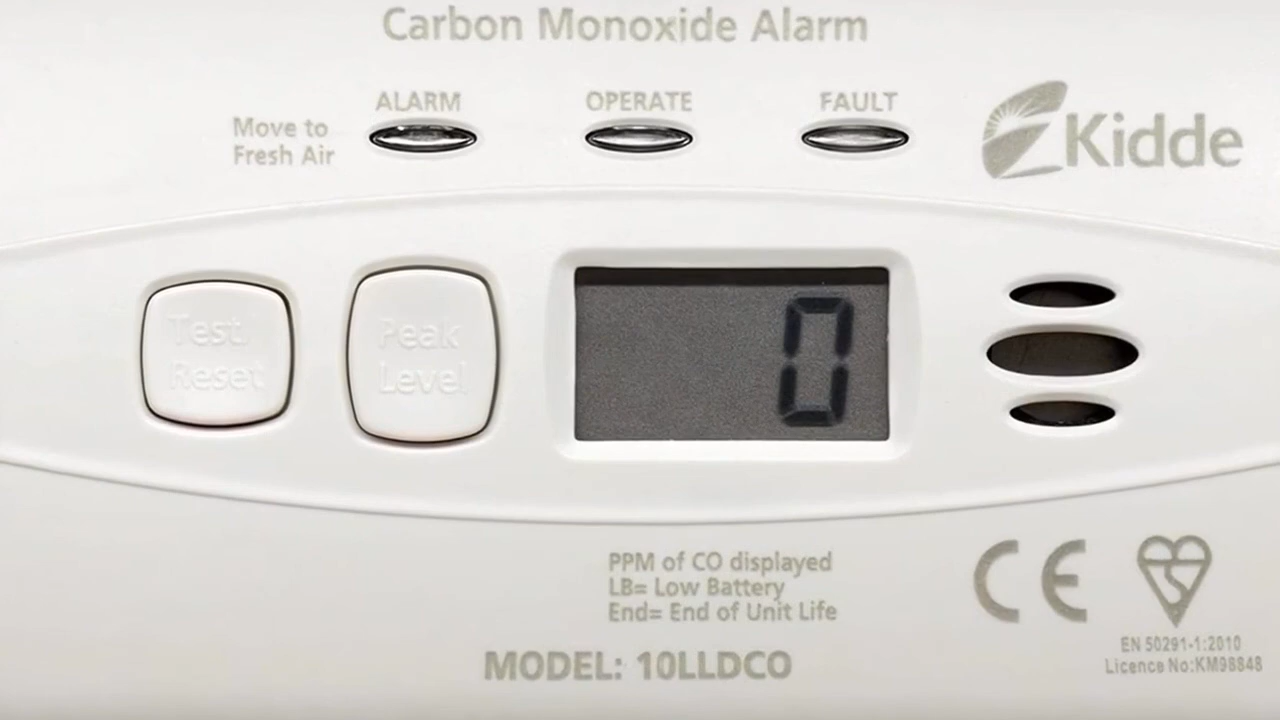 Carbon Monoxide Alarm
ALARM
OPERATE
FAULT
Move to
Fresh Air
Kidde
Test
Reset
Peak
Level
0
PPM of CO displayed
LB= Low Battery
End= End of Unit Life
CE
MODEL: 10LLDCO
EN 50291-1:2010
Licence No:KM98848